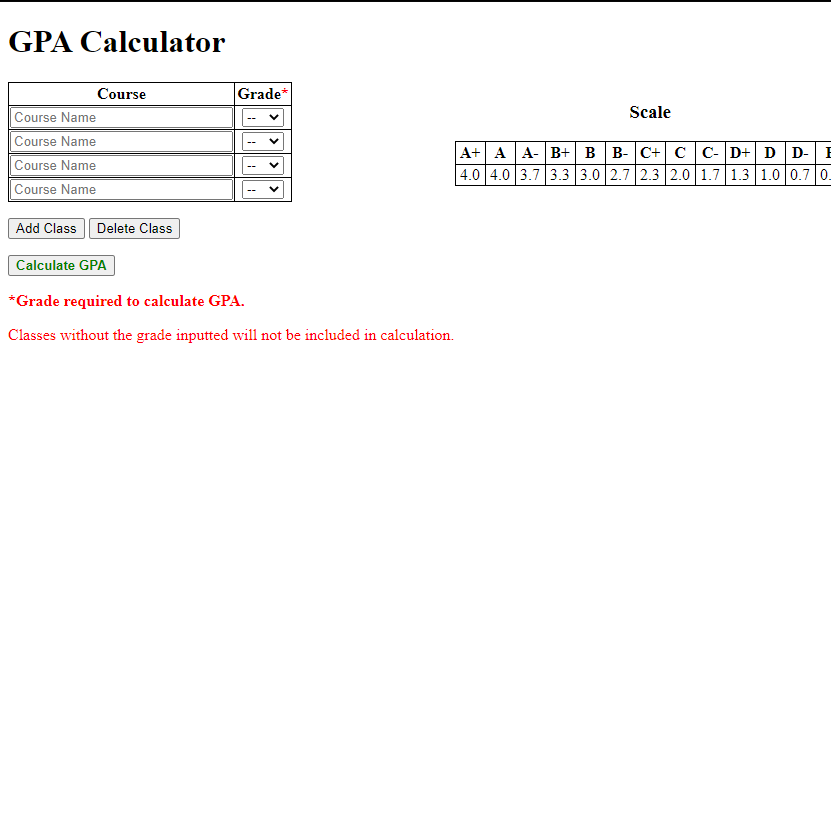 GPA Calculator
Course Grade*
Course Name --
Course Name --
Course Name --
Course Name --
Add Class Delete Class
Calculate GPA
*Grade required to calculate GPA.
Classes without the grade inputted will not be included in calculation.
Scale
A+ A A- B+ B B- C+ C C- D+ D D-
4.0 4.0 3.7 3.3 3.0 2.7 2.3 2.0 1.7 1.3 1.0 0.7